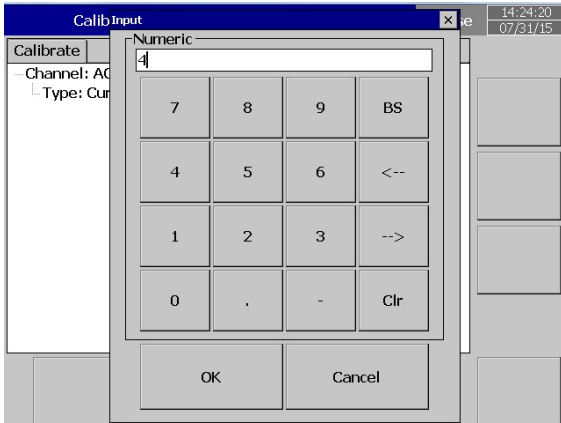 Calib
Input
se
14:24:20
07/31/15
Calibrate
Numeric
4
Channel: AC
Type: Cur
7 8 9 BS
4 5 6 <--
1 2 3 -->
0 . - Clr
OK Cancel